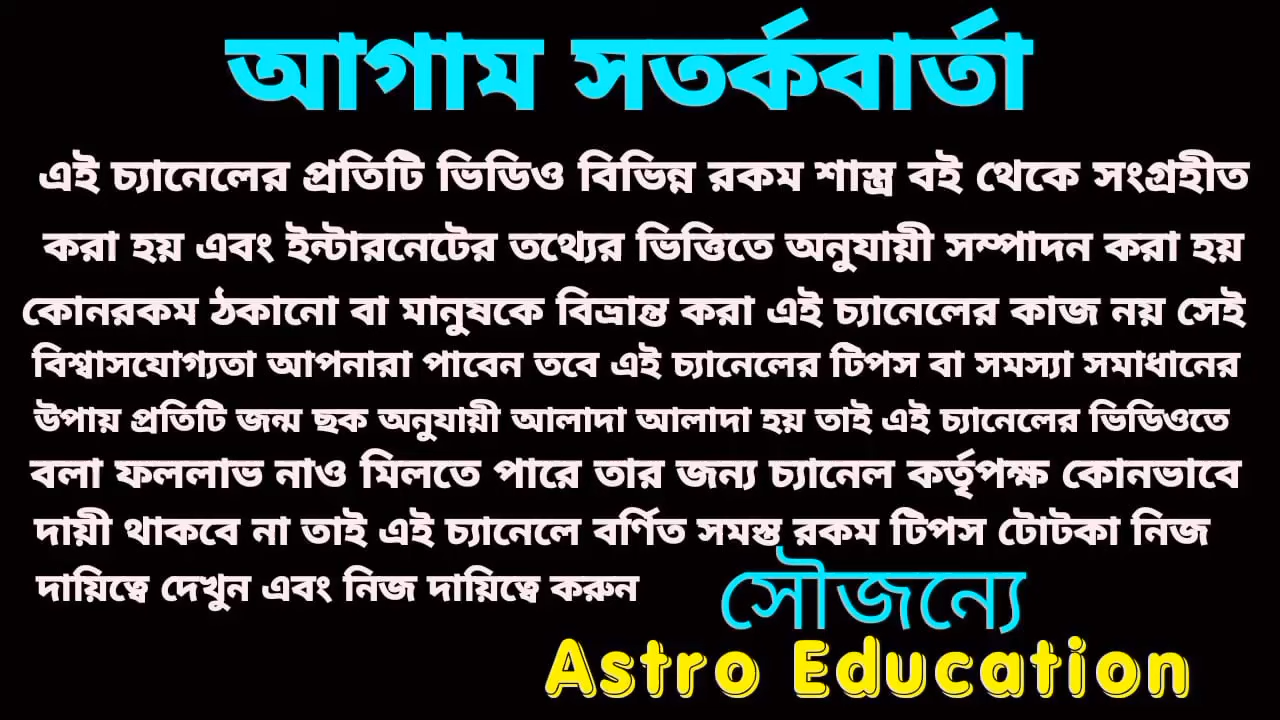 আগাম সতর্কবার্তা
এই চ্যানেলের প্রতিটি ভিডিও বিভিন্ন রকম শাস্ত্র বই থেকে সংগ্রহীত
করা হয় এবং ইন্টারনেটের তথ্যের ভিত্তিতে অনুযায়ী সম্পাদন করা হয়
কোনরকম ঠকানো বা মানুষকে বিভ্রান্ত করা এই চ্যানেলের কাজ নয় সেই
বিশ্বাসযোগ্যতা আপনারা পাবেন তবে এই চ্যানেলের টিপস বা সমস্যা সমাধানের
উপায় প্রতিটি জন্ম ছক অনুযায়ী আলাদা আলাদা হয় তাই এই চ্যানেলের ভিডিওতে
বলা ফললাভ নাও মিলতে পারে তার জন্য চ্যানেল কর্তৃপক্ষ কোনভাবে
দায়ী থাকবে না তাই এই চ্যানেলে বর্ণিত সমস্ত রকম টিপস টোটকা নিজ
দায়িত্বে দেখুন এবং নিজ দায়িত্বে করুন
সৌজন্যে
Astro Education